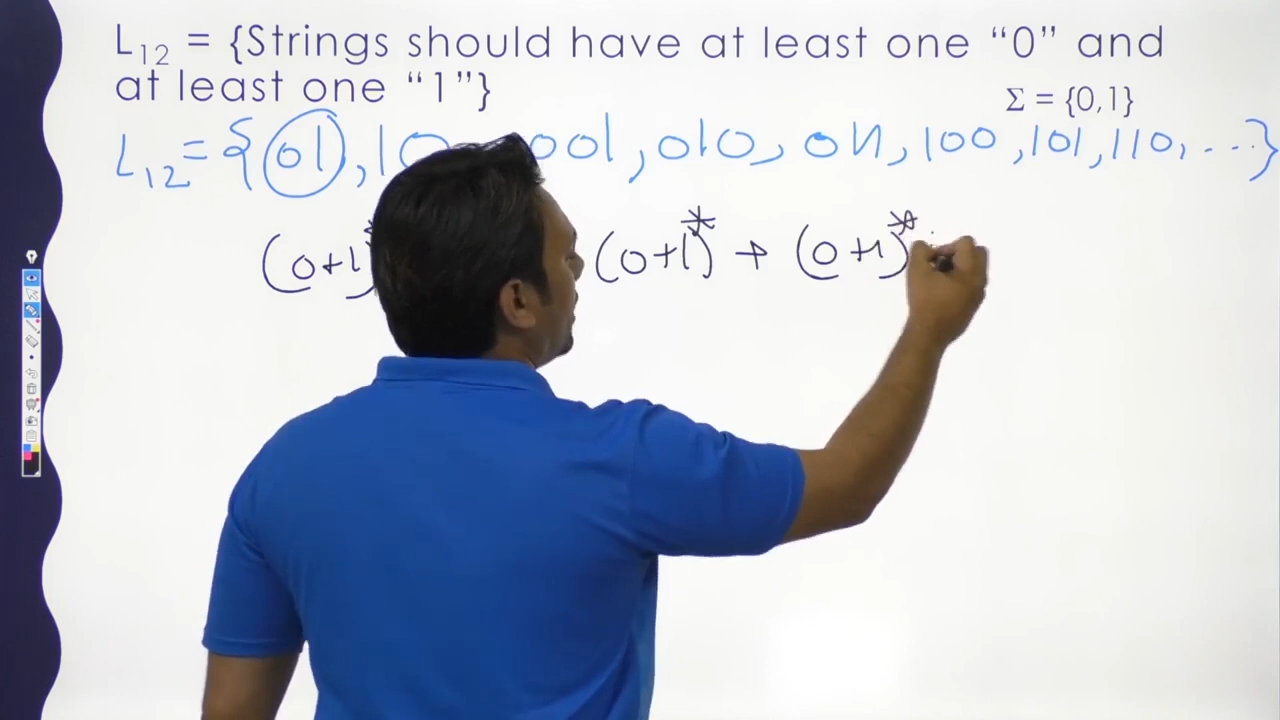 L₁₂ = {Strings should have at least one “0” and
at least one “1”}
Σ = {0,1}
L₁₂ = {01, 10 001, 010, 011, 100, 101, 110, ...}
(0+1) (0+1)* + (0+1)*